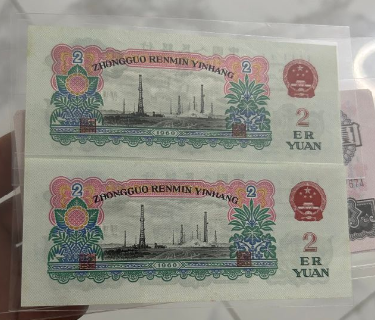 2 ZHONGGUO RENMIN YINHANG 2
2
ER
YUAN
1960
2 ZHONGGUO RENMIN YINHANG 2
2
ER
YUAN
1960